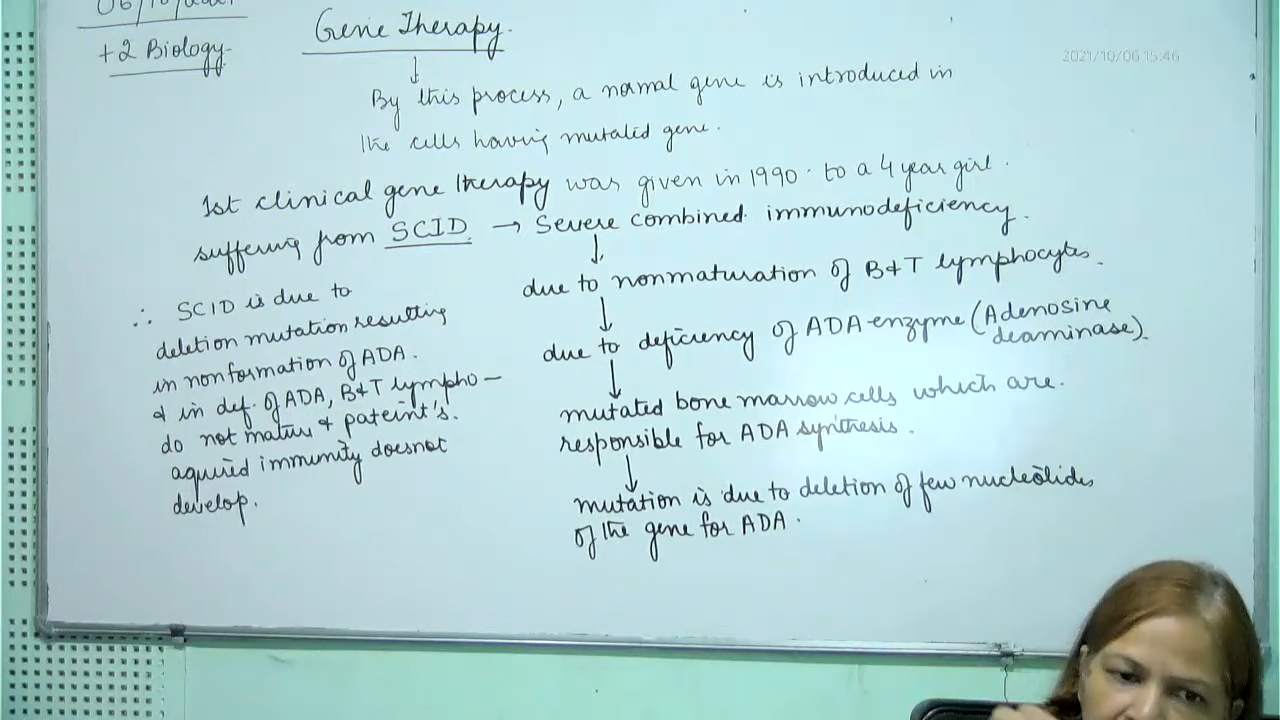 06/10/2021
+2 Biology
Gene Therapy.
2021/10/06 15:46
↓
By this process, a normal gene is introduced in
the cells having mutated gene.
1st clinical gene therapy was given in 1990. to a 4 year girl.
suffering from SCID → Severe combined immunodeficiency.
↓
due to nonmaturation of B&T lymphocytes.
↓
due to deficiency of ADA enzyme (Adenosine
deaminase).
↓
mutated bone marrow cells which are.
responsible for ADA synthesis.
↓
mutation is due to deletion of few nucleotides
of the gene for ADA.
∴ SCID is due to
deletion mutation resulting
in nonformation of ADA.
& in def. of ADA, B&T lympho-
do not mature & pateint's.
aquired immunity doesnot
develop.